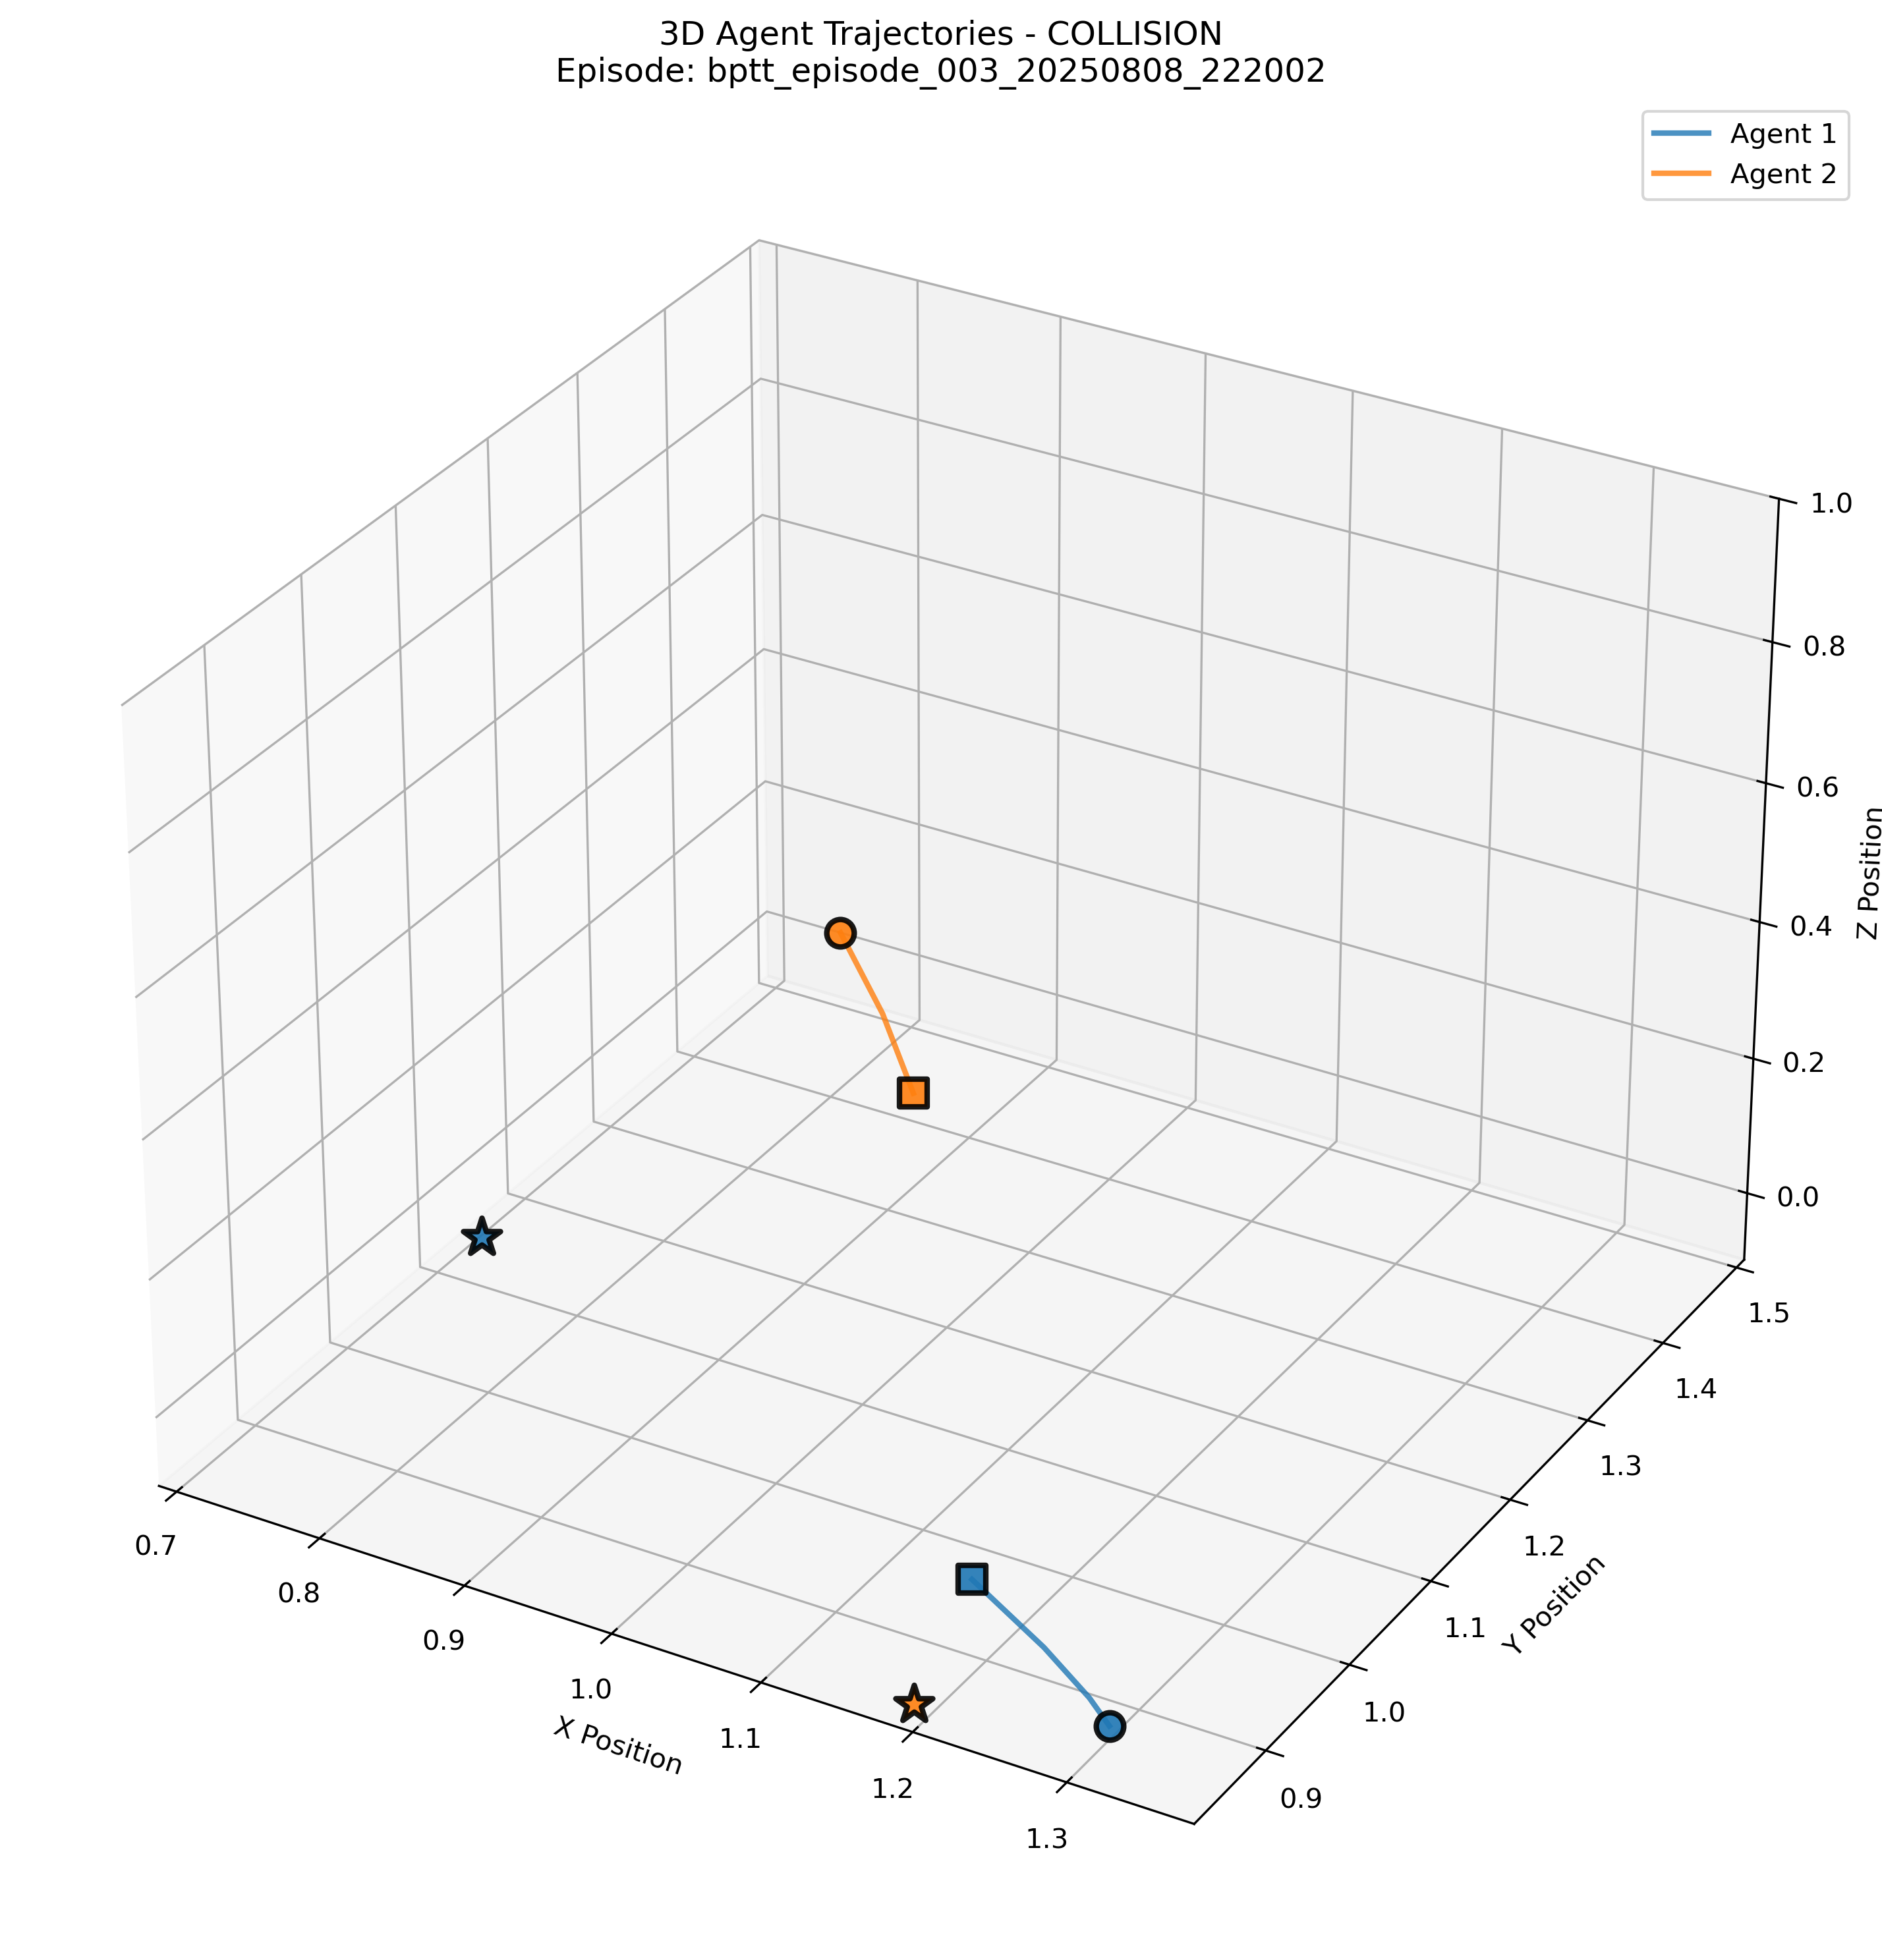 3D Agent Trajectories - COLLISION
Episode: bptt_episode_003_20250808_222002
Agent 1
Agent 2
1.0
0.8
0.6
0.4
0.2
0.0
Z Position
1.5
1.4
1.3
1.2
1.1
1.0
0.9
Y Position
0.7
0.8
0.9
1.0
1.1
1.2
1.3
X Position